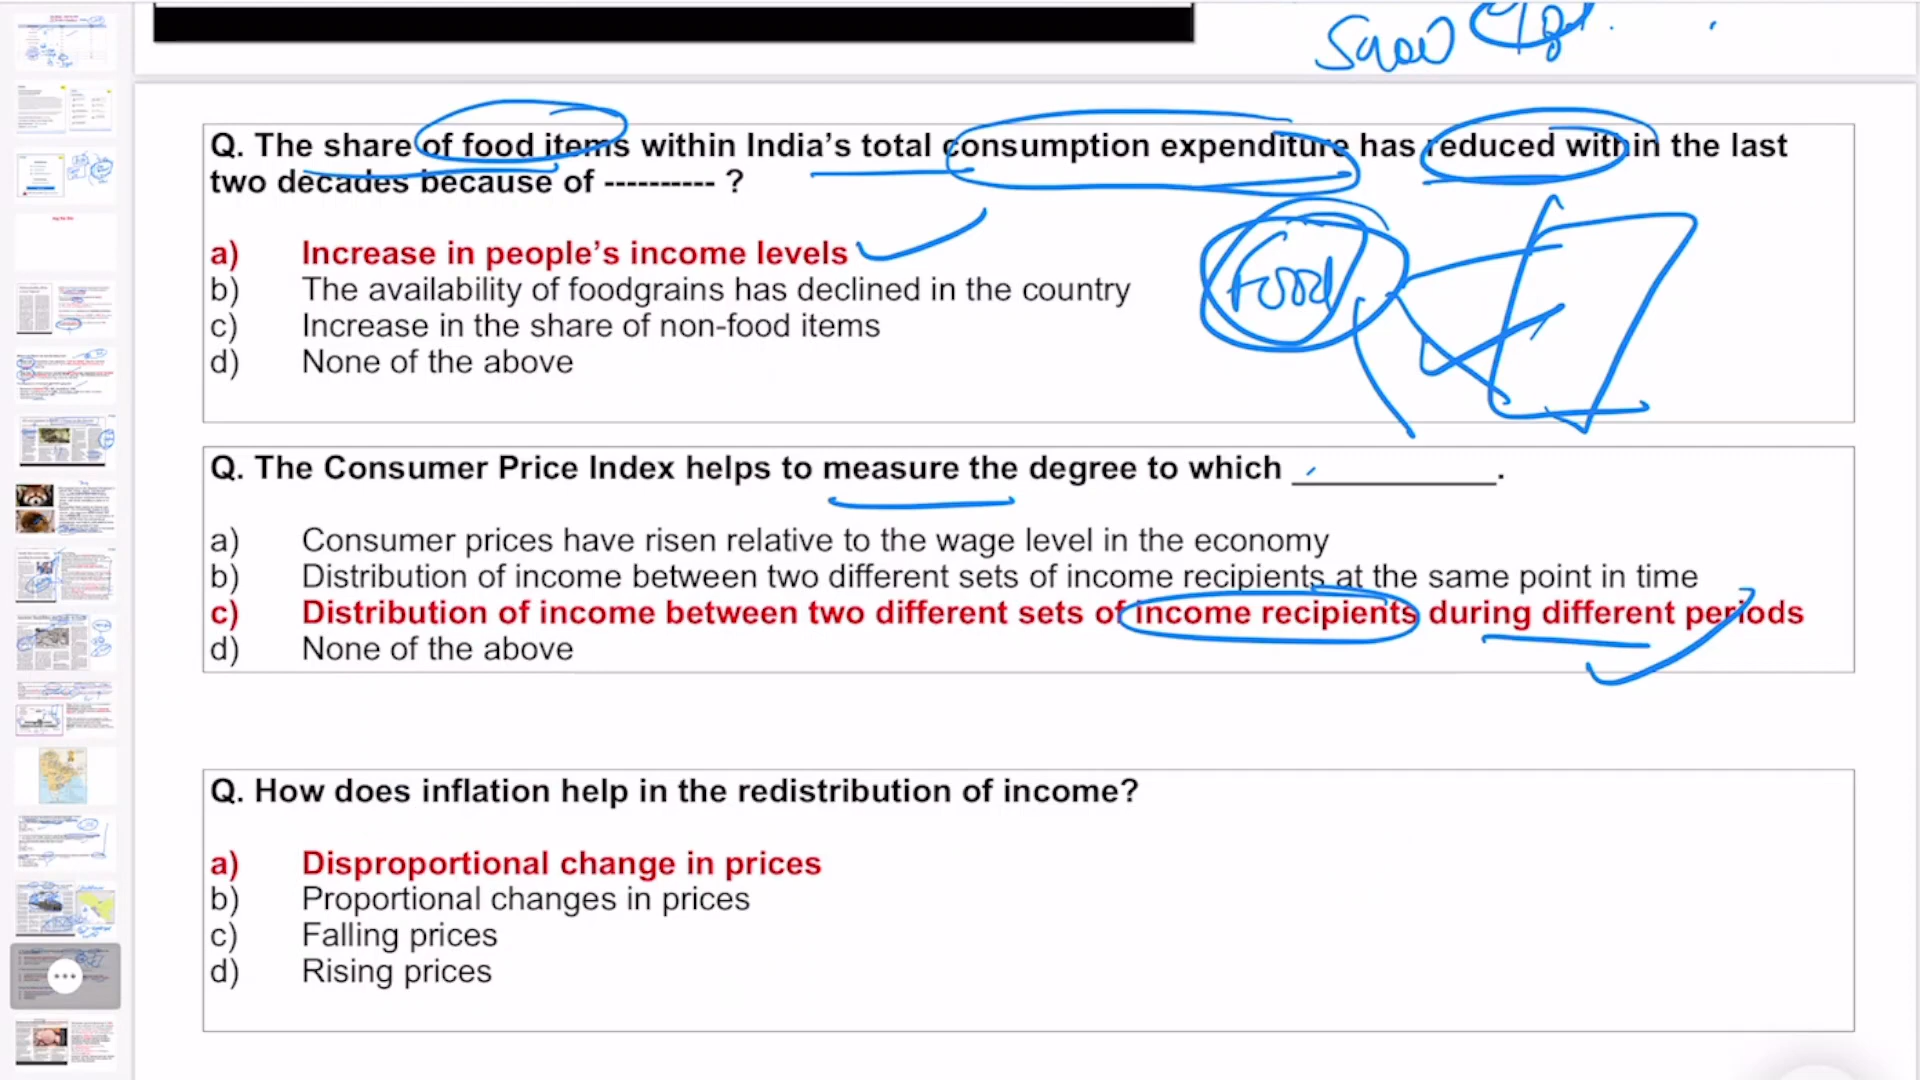 Q. The share of food items within India's total consumption expenditure has reduced within the last
two decades because of ---------- ?
a) Increase in people's income levels
b) The availability of foodgrains has declined in the country
c) Increase in the share of non-food items
d) None of the above
Food
Q. The Consumer Price Index helps to measure the degree to which ___________.
a) Consumer prices have risen relative to the wage level in the economy
b) Distribution of income between two different sets of income recipients at the same point in time
c) Distribution of income between two different sets of income recipients during different periods
d) None of the above
Q. How does inflation help in the redistribution of income?
a) Disproportional change in prices
b) Proportional changes in prices
c) Falling prices
d) Rising prices